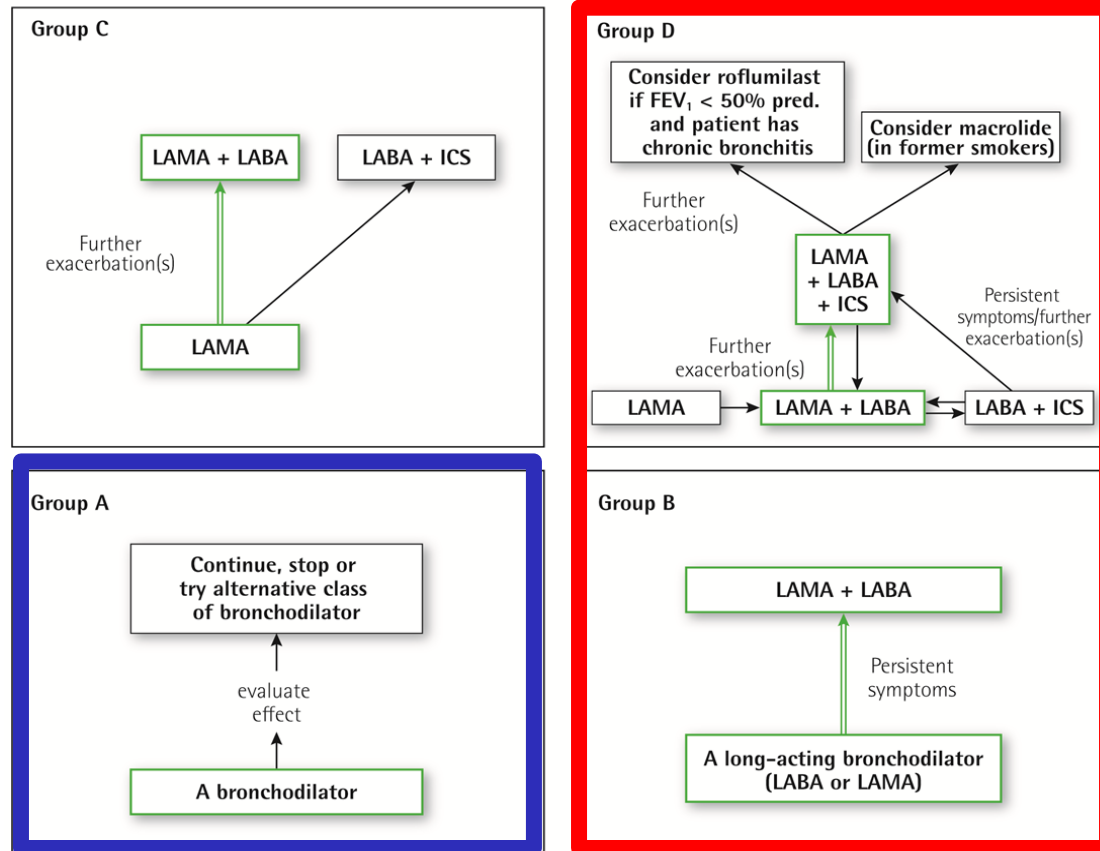 Group C
LAMA + LABA
LABA + ICS
Further
exacerbation(s)
LAMA
Group D
Consider roflumilast
if FEV₁ < 50% pred.
and patient has
chronic bronchitis
Consider macrolide
(in former smokers)
Further
exacerbation(s)
LAMA
+ LABA
+ ICS
Persistent
symptoms/further
exacerbation(s)
Further
exacerbation(s)
LAMA
LAMA + LABA
LABA + ICS
Group A
Continue, stop or
try alternative class
of bronchodilator
evaluate
effect
A bronchodilator
Group B
LAMA + LABA
Persistent
symptoms
A long-acting bronchodilator
(LABA or LAMA)